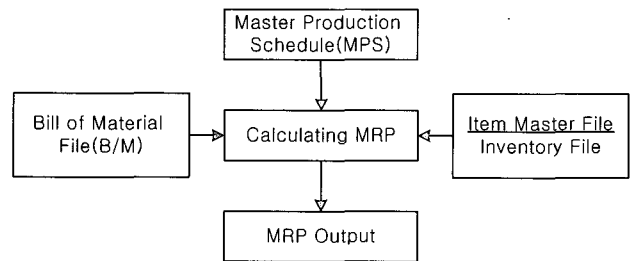 Master Production
Schedule(MPS)
Bill of Material
File(B/M)
Calculating MRP
Item Master File
Inventory File
MRP Output